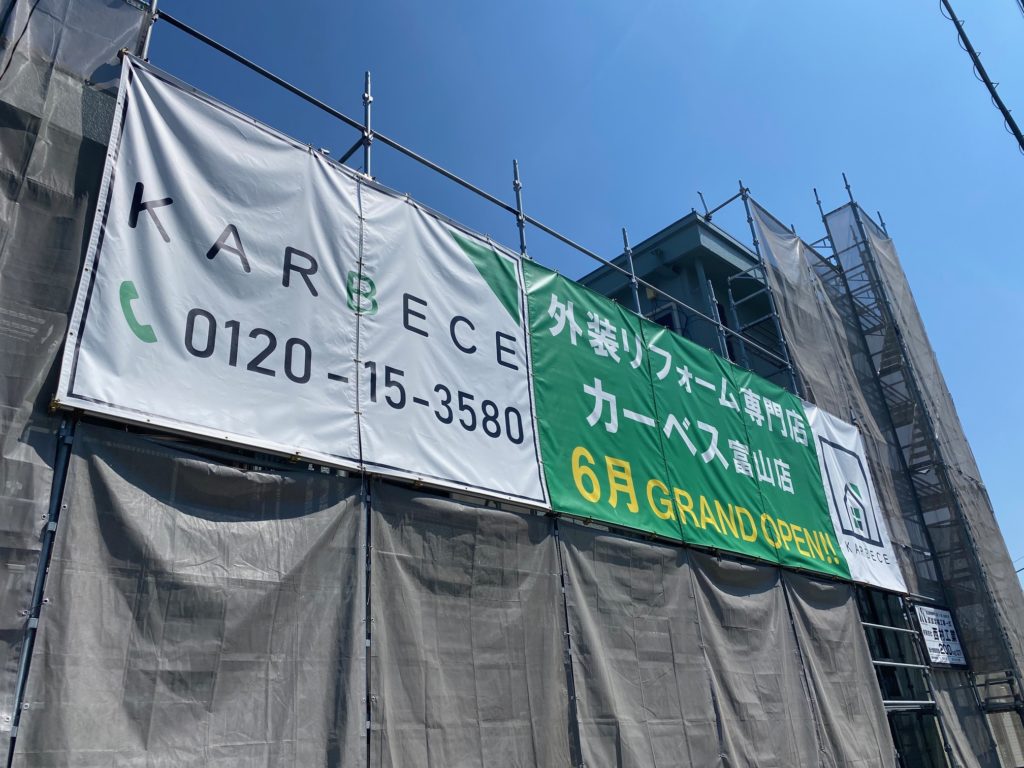 KARBECE
0120-15-3580
外装リフォーム専門店
カーベス富山店
6月 GRAND OPEN!!
KARBECE